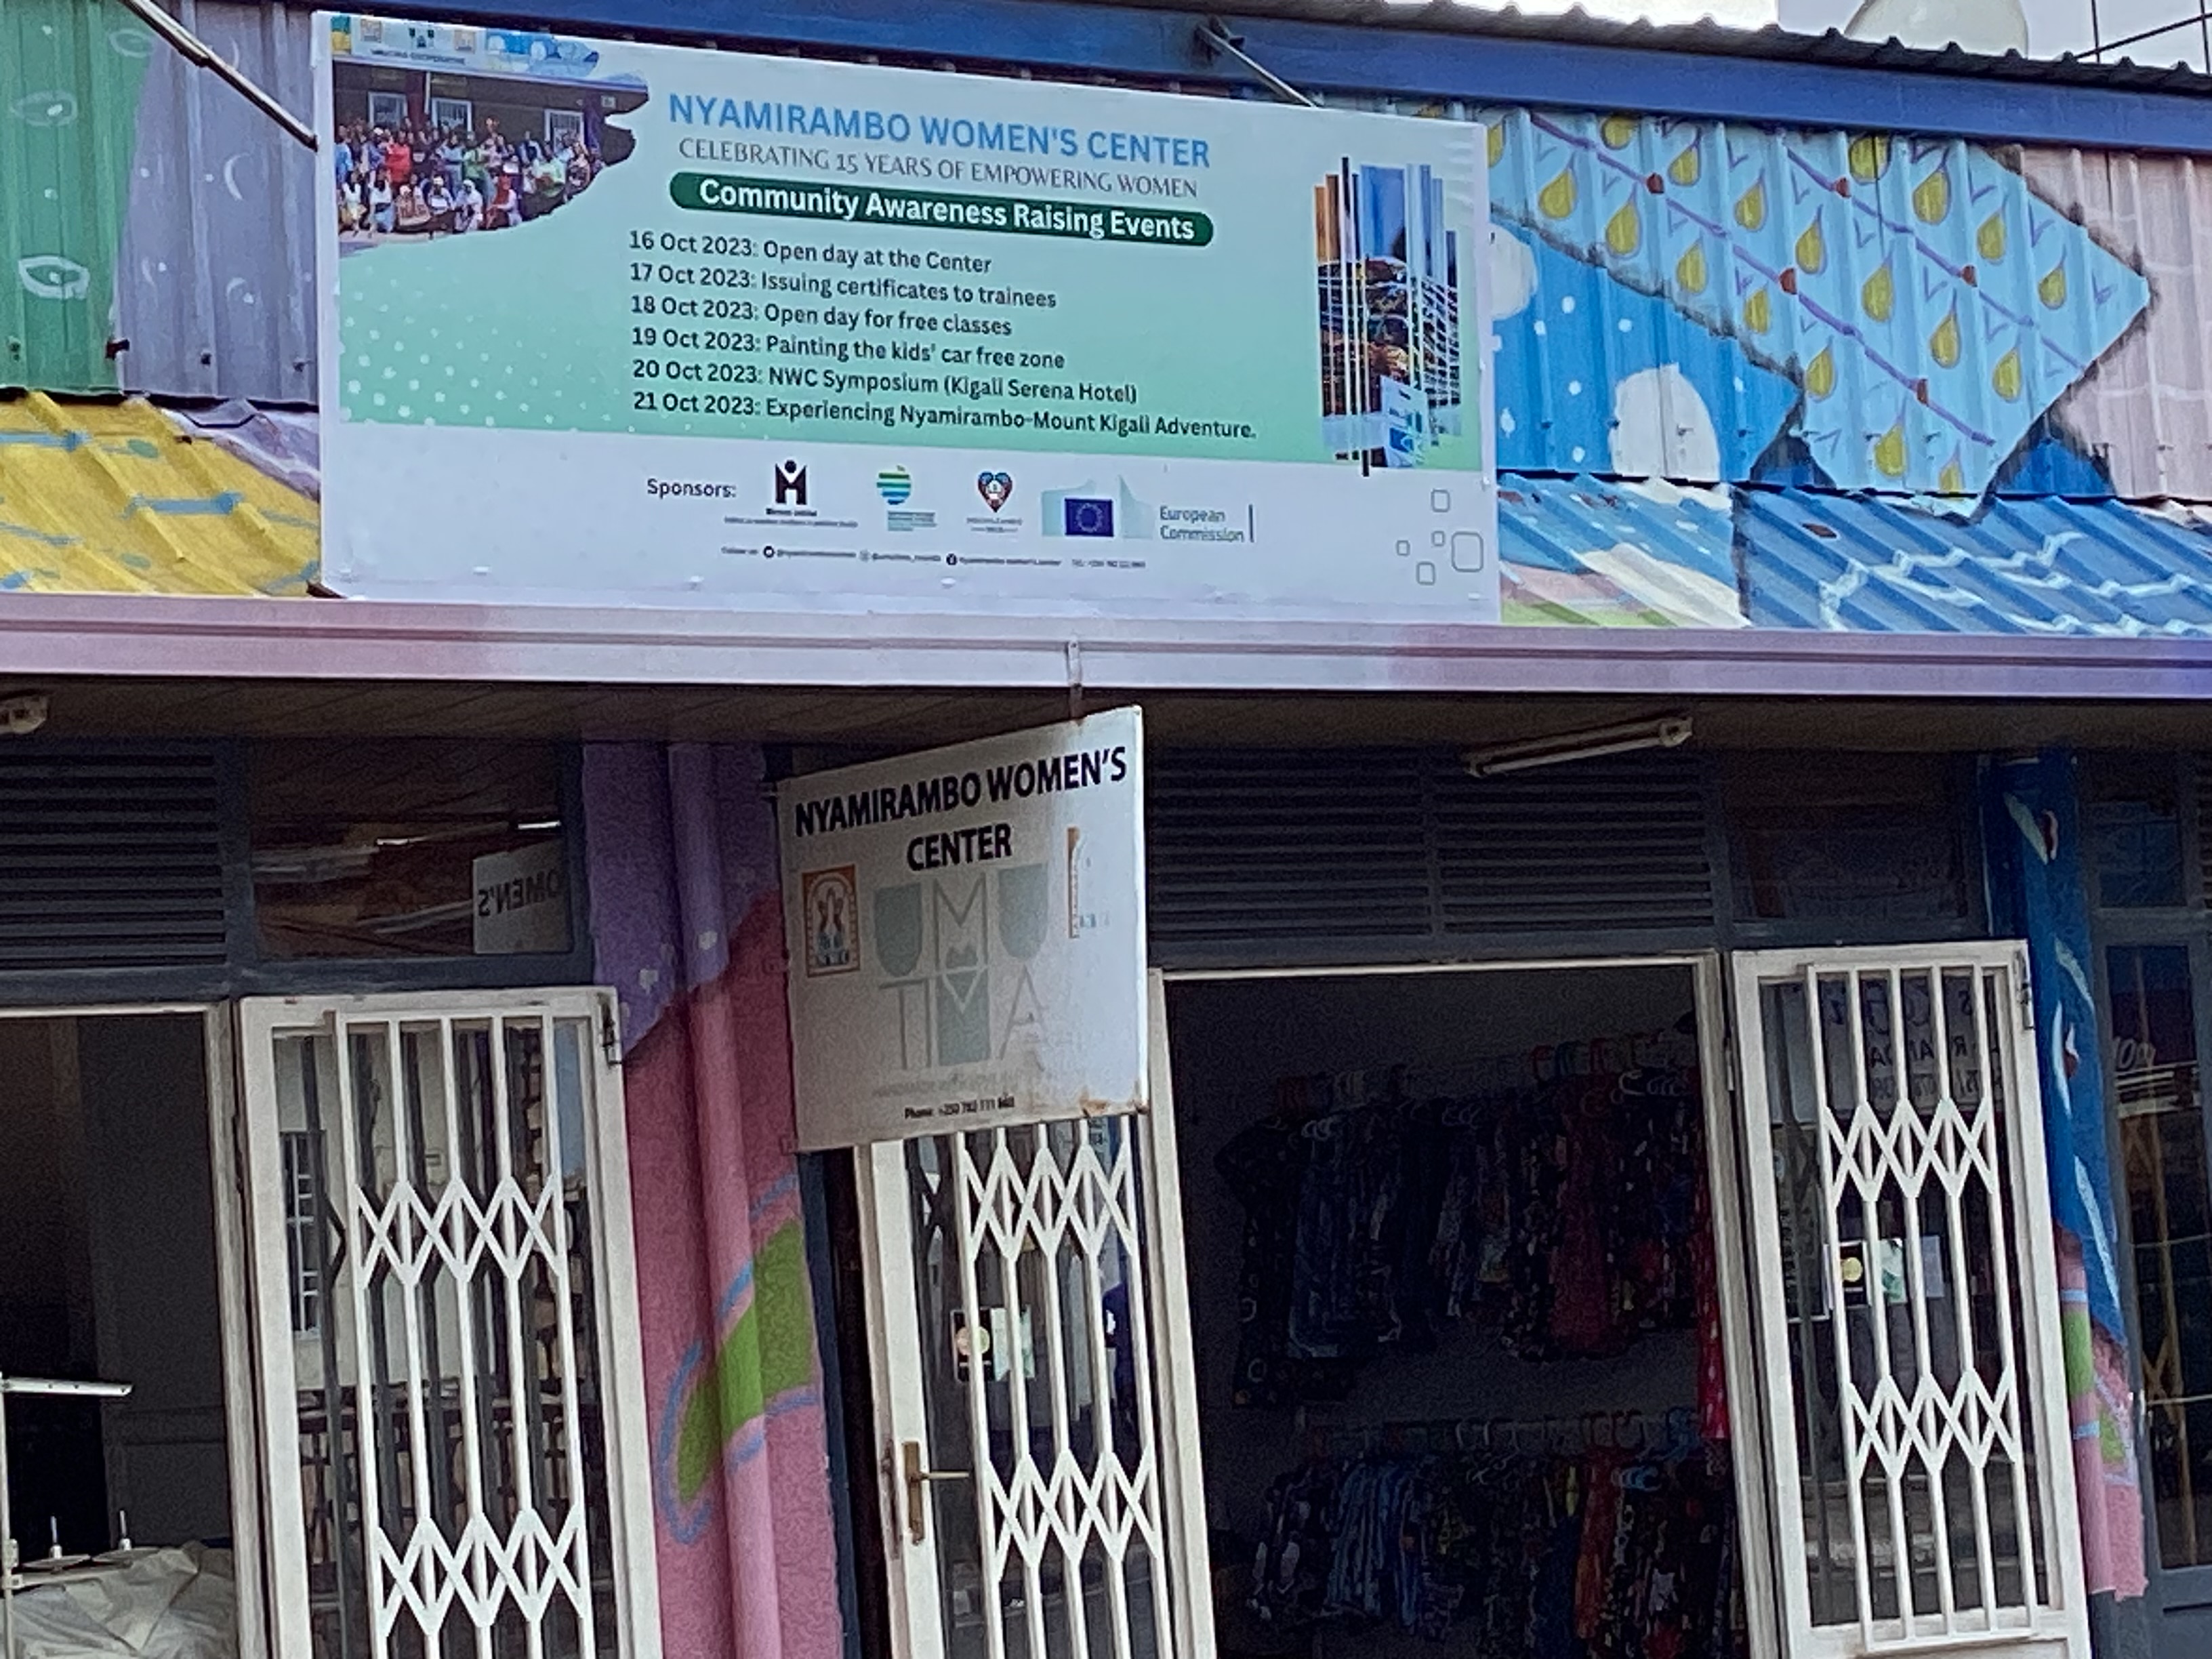 NYAMIRAMBO WOMEN'S CENTER
CELEBRATING 15 YEARS OF EMPOWERING WOMEN
Community Awareness Raising Events
16 Oct 2023: Open day at the Center
17 Oct 2023: Issuing certificates to trainees
18 Oct 2023: Open day for free classes
19 Oct 2023: Painting the kids' car free zone
20 Oct 2023: NWC Symposium (Kigali Serena Hotel)
21 Oct 2023: Experiencing Nyamirambo-Mount Kigali Adventure.
Sponsors:
European
Commission
NYAMIRAMBO WOMEN'S
CENTER
UMU
TIMA
Phone: